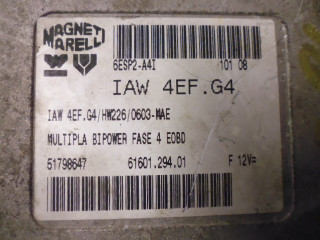 MAGNETI
MARELLI
6ESP2-A4I 101 08
IAW 4EF.G4
IAW 4EF.G4/HW226/0603-MAE
MULTIPLA BIPOWER FASE 4 EOBD
51798647 61601.294.01 F 12V=